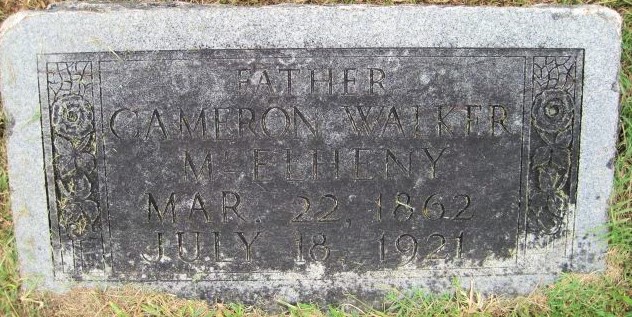 FATHER
CAMERON WALKER
McELHENY
MAR. 22, 1862
JULY 18, 1921